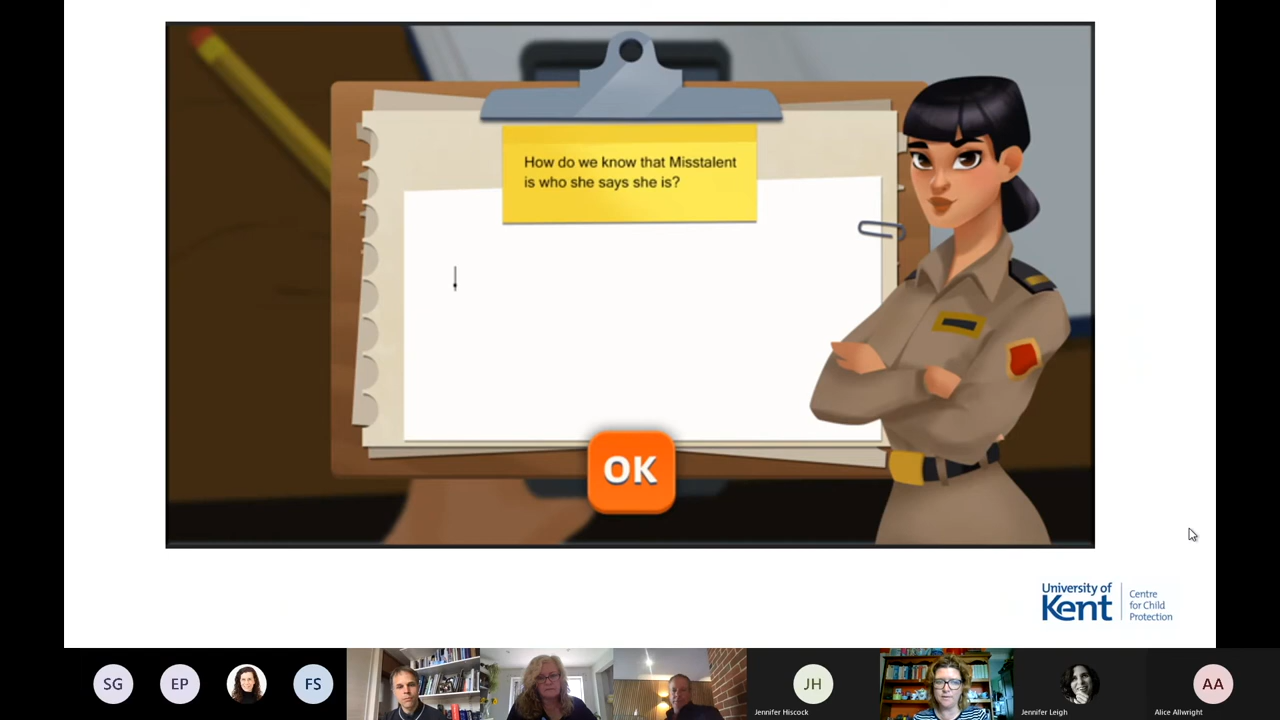 How do we know that Misstalent
is who she says she is?
OK
University of
Kent
Centre
for Child
Protection
SG
EP
FS
JH
AA
Jennifer Hiscock
Jennifer Leigh
Alice Allwright